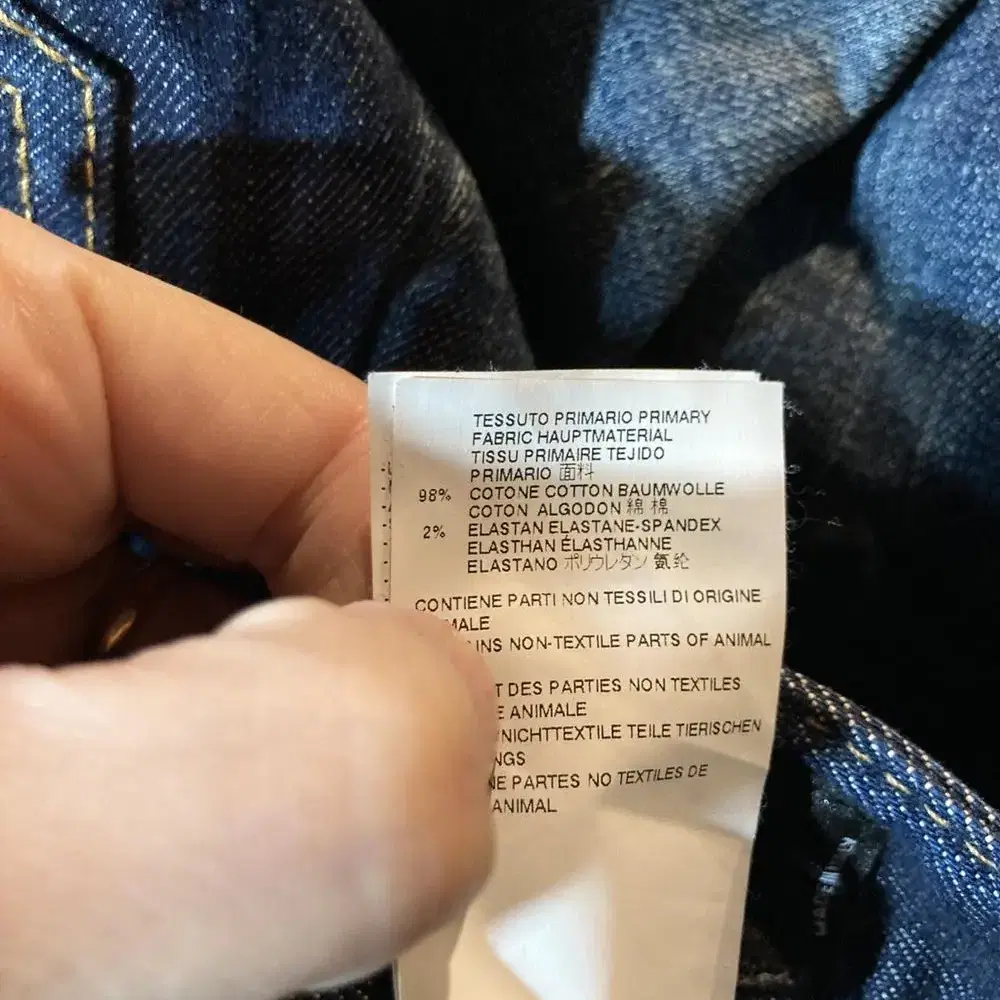 TESSUTO PRIMARIO PRIMARY
FABRIC HAUPTMATERIAL
TISSU PRIMAIRE TEJIDO
PRIMARIO 面料
98% COTONE COTTON BAUMWOLLE
COTON ALGODON 綿 棉
2% ELASTAN ELASTANE-SPANDEX
ELASTHAN ÉLASTHANNE
ELASTANO ポリウレタン 氨纶
CONTIENE PARTI NON TESSILI DI ORIGINE
MALE
INS NON-TEXTILE PARTS OF ANIMAL
T DES PARTIES NON TEXTILES
E ANIMALE
NICHTTEXTILE TEILE TIERISCHEN
NGS
NE PARTES NO TEXTILES DE
ANIMAL